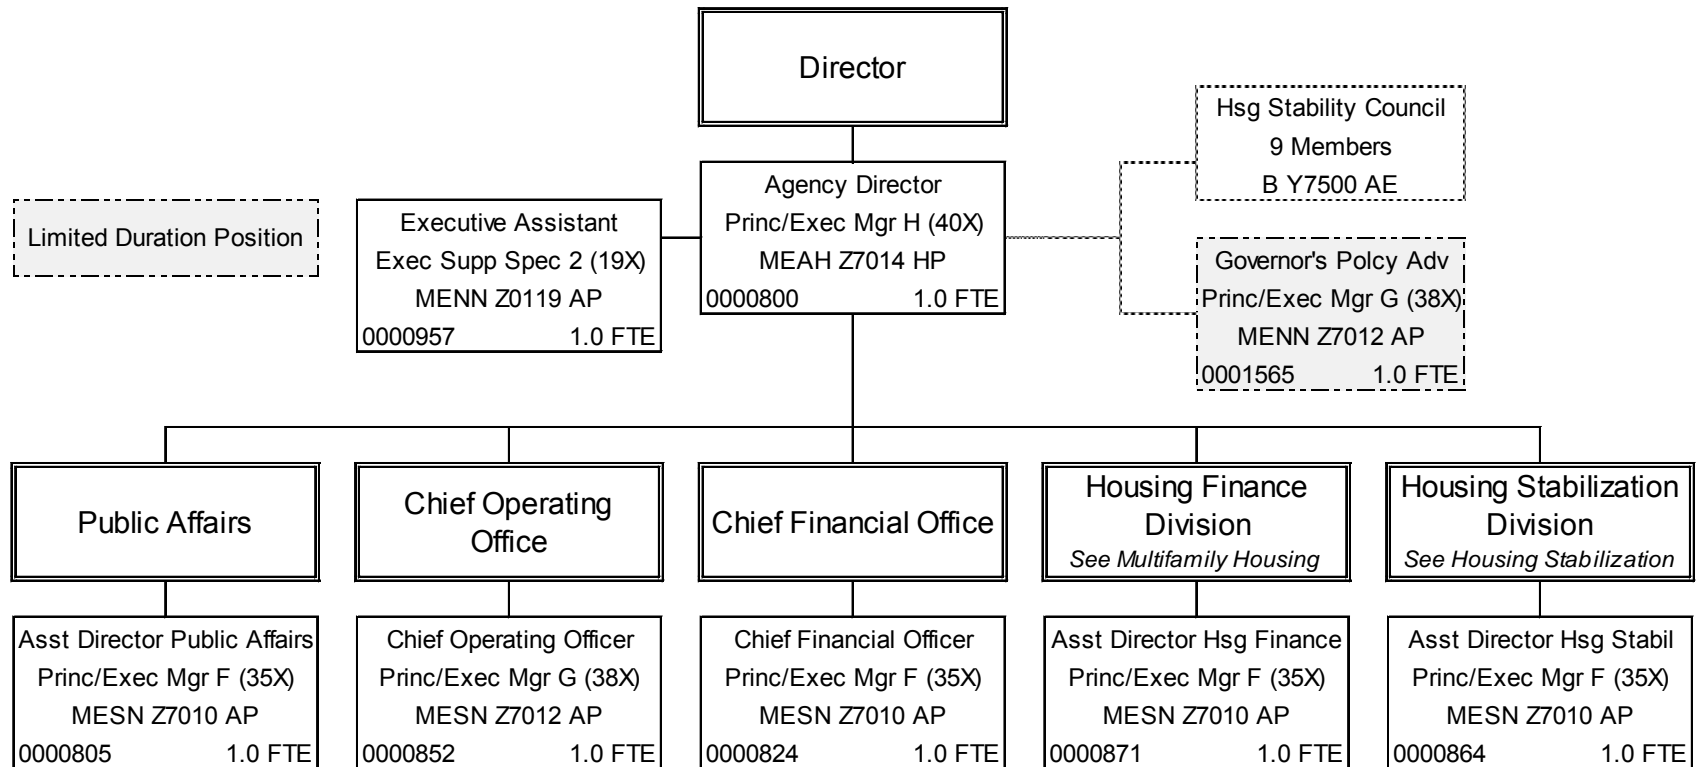 Director
Hsg Stability Council
9 Members
B Y7500 AE
Agency Director
Princ/Exec Mgr H (40X)
MEAH Z7014 HP
0000800 1.0 FTE
Limited Duration Position
Executive Assistant
Exec Supp Spec 2 (19X)
MENN Z0119 AP
0000957 1.0 FTE
Governor's Polcy Adv
Princ/Exec Mgr G (38X)
MENN Z7012 AP
0001565 1.0 FTE
Public Affairs
Chief Operating
Office
Chief Financial Office
Housing Finance
Division
See Multifamily Housing
Housing Stabilization
Division
See Housing Stabilization
Asst Director Public Affairs
Princ/Exec Mgr F (35X)
MESN Z7010 AP
0000805 1.0 FTE
Chief Operating Officer
Princ/Exec Mgr G (38X)
MESN Z7012 AP
0000852 1.0 FTE
Chief Financial Officer
Princ/Exec Mgr F (35X)
MESN Z7010 AP
0000824 1.0 FTE
Asst Director Hsg Finance
Princ/Exec Mgr F (35X)
MESN Z7010 AP
0000871 1.0 FTE
Asst Director Hsg Stabil
Princ/Exec Mgr F (35X)
MESN Z7010 AP
0000864 1.0 FTE